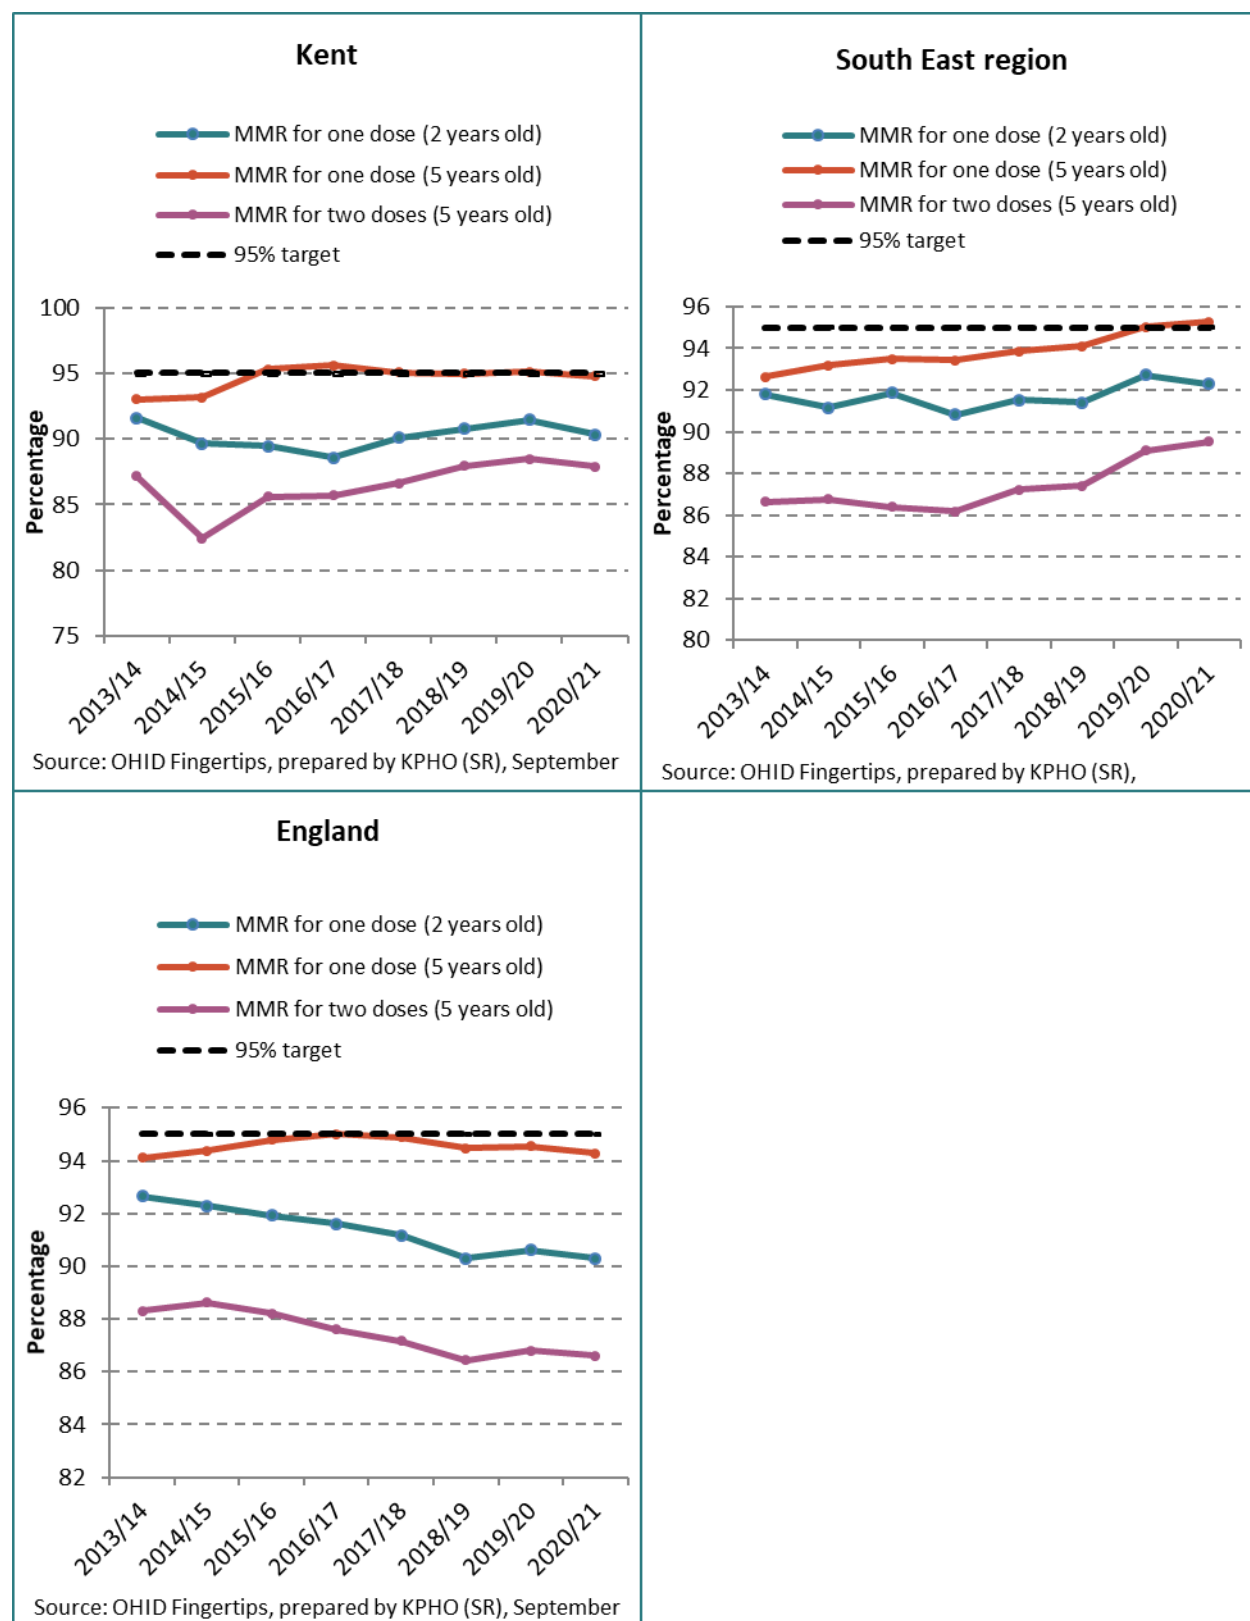 Kent
MMR for one dose (2 years old)
MMR for one dose (5 years old)
MMR for two doses (5 years old)
95% target
Percentage
100
95
90
85
80
75
2013/14
2014/15
2015/16
2016/17
2017/18
2018/19
2019/20
2020/21
Source: OHID Fingertips, prepared by KPHO (SR), September
South East region
MMR for one dose (2 years old)
MMR for one dose (5 years old)
MMR for two doses (5 years old)
95% target
Percentage
96
94
92
90
88
86
84
82
80
2013/14
2014/15
2015/16
2016/17
2017/18
2018/19
2019/20
2020/21
Source: OHID Fingertips, prepared by KPHO (SR),
England
MMR for one dose (2 years old)
MMR for one dose (5 years old)
MMR for two doses (5 years old)
95% target
Percentage
96
94
92
90
88
86
84
82
2013/14
2014/15
2015/16
2016/17
2017/18
2018/19
2019/20
2020/21
Source: OHID Fingertips, prepared by KPHO (SR), September